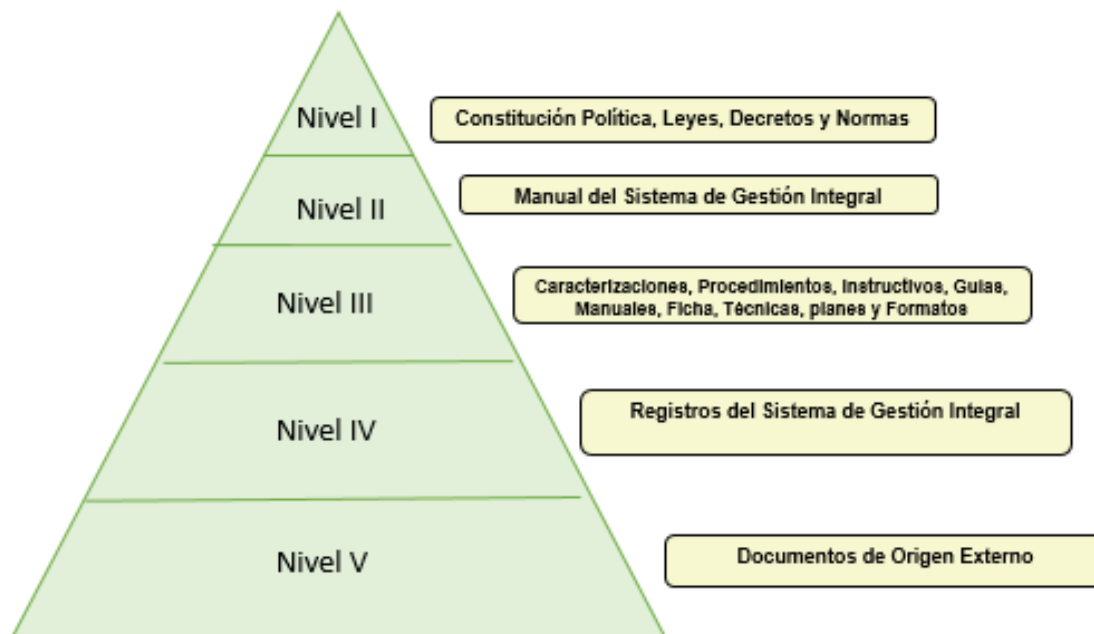 Nivel I
Constitución Política, Leyes, Decretos y Normas
Nivel II
Manual del Sistema de Gestión Integral
Nivel III
Caracterizaciones, Procedimientos, Instructivos, Guias,
Manuales, Ficha, Técnicas, planes y Formatos
Nivel IV
Registros del Sistema de Gestión Integral
Nivel V
Documentos de Origen Externo